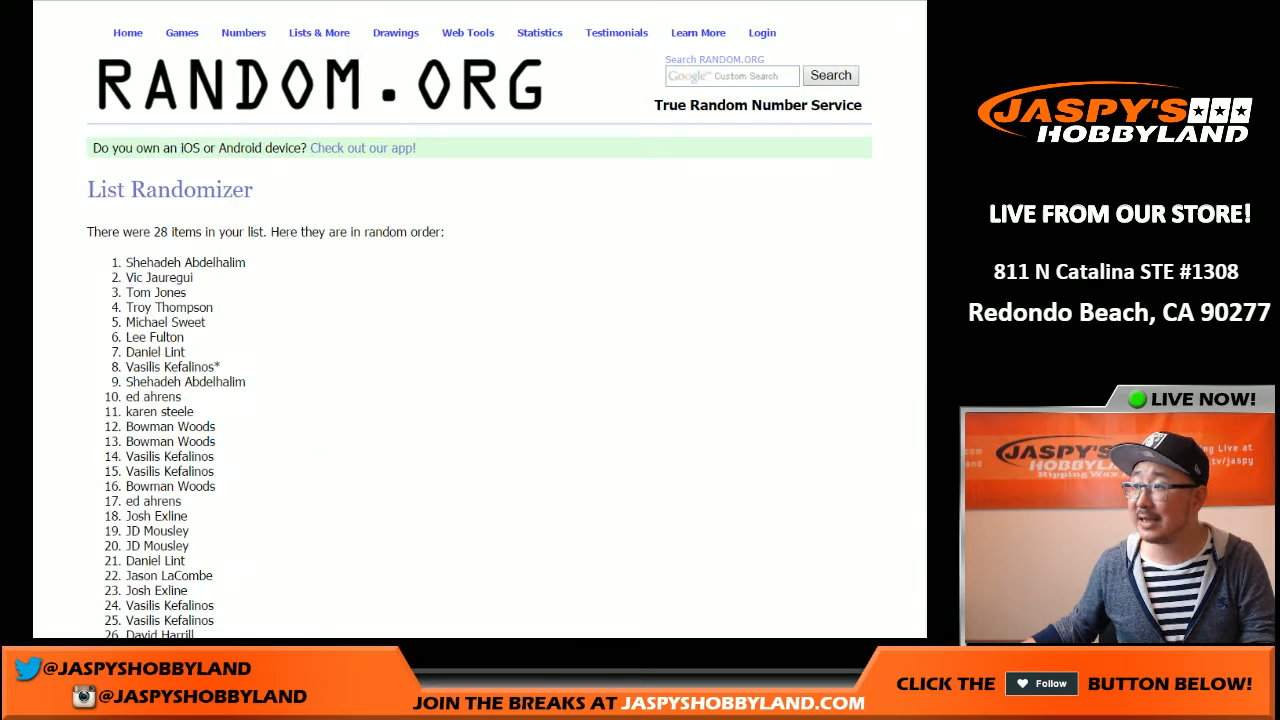 Home Games Numbers Lists & More Drawings Web Tools Statistics Testimonials Learn More Login
RANDOM.ORG
Search RANDOM.ORG
Google™ Custom Search Search
True Random Number Service
Do you own an iOS or Android device? Check out our app!
List Randomizer
There were 28 items in your list. Here they are in random order:
1. Shehadeh Abdelhalim
2. Vic Jauregui
3. Tom Jones
4. Troy Thompson
5. Michael Sweet
6. Lee Fulton
7. Daniel Lint
8. Vasilis Kefalinos*
9. Shehadeh Abdelhalim
10. ed ahrens
11. karen steele
12. Bowman Woods
13. Bowman Woods
14. Vasilis Kefalinos
15. Vasilis Kefalinos
16. Bowman Woods
17. ed ahrens
18. Josh Exline
19. JD Mousley
20. JD Mousley
21. Daniel Lint
22. Jason LaCombe
23. Josh Exline
24. Vasilis Kefalinos
25. Vasilis Kefalinos
26. David Harrill
JASPY'S
HOBBYLAND
LIVE FROM OUR STORE!
811 N Catalina STE #1308
Redondo Beach, CA 90277
LIVE NOW!
JASPY'S
HOBBYLAND
Ripping Wax
ng Live at
tv/jaspy
@JASPYSHOBBYLAND
@JASPYSHOBBYLAND
JOIN THE BREAKS AT JASPYSHOBBYLAND.COM
CLICK THE Follow BUTTON BELOW!